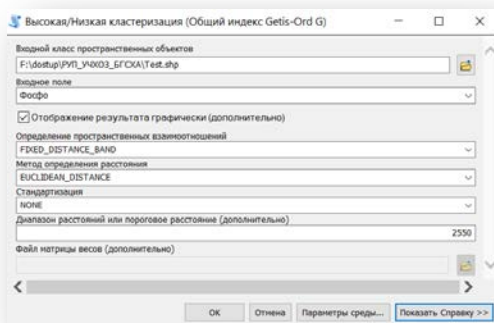 Высокая/Низкая кластеризация (Общий индекс Getis-Ord G)
Входной класс пространственных объектов
F:\dostup\РУП_УЧХОЗ_БГСХА\Test.shp
Входное поле
Фосфо
Отображение результата графически (дополнительно)
Определение пространственных взаимоотношений
FIXED_DISTANCE_BAND
Метод определения расстояния
EUCLIDEAN_DISTANCE
Стандартизация
NONE
Диапазон расстояний или пороговое расстояние (дополнительно)
2550
Файл матрицы весов (дополнительно)
OK Отмена Параметры среды... Показать Справку >>